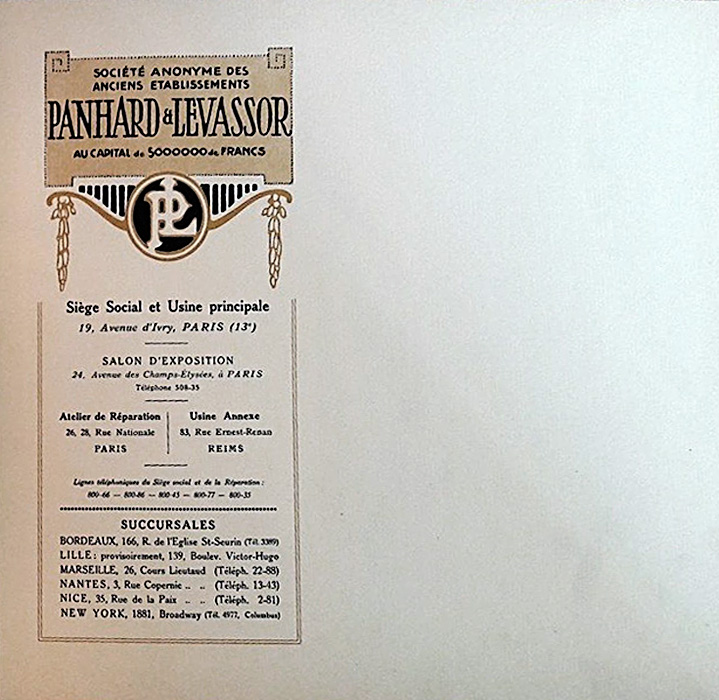 SOCIÉTÉ ANONYME DES
ANCIENS ETABLISSEMENTS
PANHARD & LEVASSOR
AU CAPITAL de 5000000 de FRANCS
PL
Siège Social et Usine principale
19, Avenue d'Ivry, PARIS (13e)
SALON D'EXPOSITION
24, Avenue des Champs-Élysées, à PARIS
Téléphone 508-35
Atelier de Réparation
26, 28, Rue Nationale
PARIS
Usine Annexe
83, Rue Ernest-Renan
REIMS
Lignes téléphoniques du Siège social et de la Réparation :
800-66 — 800-86 — 800-45 — 800-77 — 800-35
SUCCURSALES
BORDEAUX, 166, R. de l'Eglise St-Seurin (Tél. 3389)
LILLE : provisoirement, 139, Boulev. Victor-Hugo
MARSEILLE, 26, Cours Lieutaud (Téléph. 22-88)
NANTES, 3, Rue Copernic .. .. (Téléph. 13-43)
NICE, 35, Rue de la Paix .. .. (Téléph. 2-81)
NEW YORK, 1881, Broadway (Tél. 4977, Columbus)